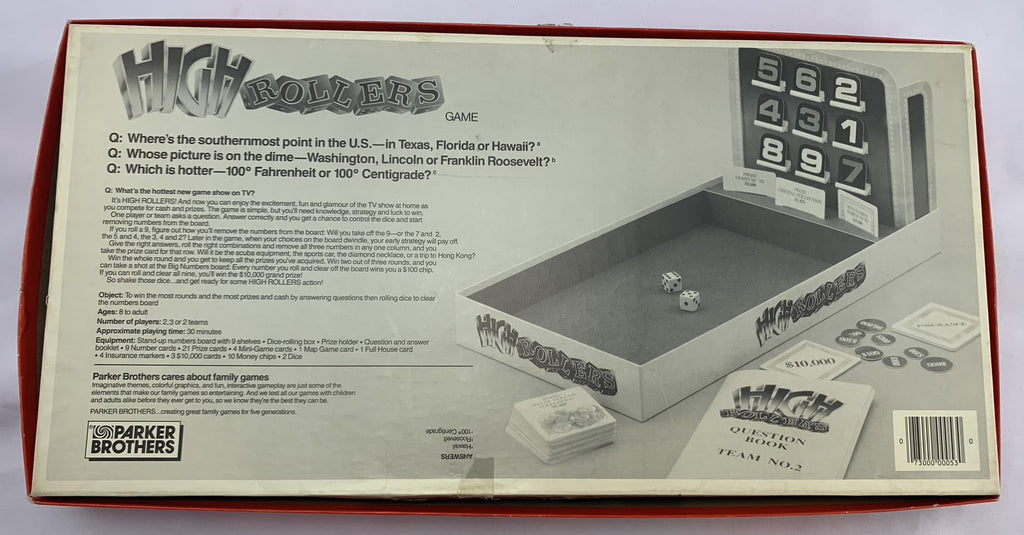 HIGH ROLLERS GAME
Q: Where's the southernmost point in the U.S.—in Texas, Florida or Hawaii?ᵃ
Q: Whose picture is on the dime—Washington, Lincoln or Franklin Roosevelt?ᵇ
Q: Which is hotter—100° Fahrenheit or 100° Centigrade?ᶜ
Q: What's the hottest new game show on TV?
It's HIGH ROLLERS! And now you can enjoy the excitement, fun and glamour of the TV show at home as
you compete for cash and prizes. The game is simple, but you'll need knowledge, strategy and luck to win.
One player or team asks a question. Answer correctly and you get a chance to control the dice and start
removing numbers from the board.
If you roll a 9, figure out how you'll remove the numbers from the board: Will you take off the 9—or the 7 and 2,
the 5 and 4, the 3, 4 and 2? Later in the game, when your choices on the board dwindle, your early strategy will pay off.
Give the right answers, roll the right combinations and remove all three numbers in any one column, and you
take the prize card for that row. Will it be the scuba equipment, the sports car, the diamond necklace, or a trip to Hong Kong?
Win the whole round and you get to keep all the prizes you've acquired. Win two out of three rounds, and you
can take a shot at the Big Numbers board: Every number you roll and clear off the board wins you a $100 chip.
If you can roll and clear all nine, you'll win the $10,000 grand prize!
So shake those dice...and get ready for some HIGH ROLLERS action!
Object: To win the most rounds and the most prizes and cash by answering questions then rolling dice to clear
the numbers board
Ages: 8 to adult
Number of players: 2, 3 or 2 teams
Approximate playing time: 30 minutes
Equipment: Stand-up numbers board with 9 shelves • Dice-rolling box • Prize holder • Question and answer
booklet • 9 Number cards • 21 Prize cards • 4 Mini-Game cards • 1 Map Game card • 1 Full House card
• 4 Insurance markers • 3 $10,000 cards • 10 Money chips • 2 Dice
Parker Brothers cares about family games
Imaginative themes, colorful graphics, and fun, interactive gameplay are just some of the
elements that make our family games so entertaining. And we test all our games with children
and adults alike before they ever get to you, so we know they're the best they can be.
PARKER BROTHERS...creating great family games for five generations.
PARKER
BROTHERS
ANSWERS
ᵃHawaii
ᵇRoosevelt
ᶜ100° Centigrade
5 6 2
4 3 1
8 9 7
PRIZE
PRIZE
CRYSTAL COLLECTION
HIGH ROLLERS
HIGH ROLLERS
INSURANCE
$100
$10,000
HIGH
ROLLERS
QUESTION
BOOK
TEAM NO.2
0 73000"00053 0